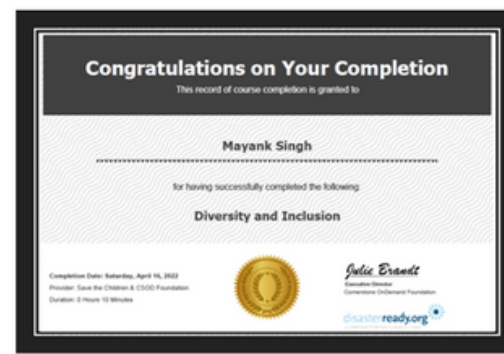 Congratulations on Your Completion
This record of course completion is granted to
Mayank Singh
for having successfully completed the following:
Diversity and Inclusion
Completion Date: Saturday, April 16, 2022
Provider: Save the Children & CSOD Foundation
Duration: 0 Hours 10 Minutes
Julie Brandt
Executive Director
Cornerstone OnDemand Foundation
disasterready.org